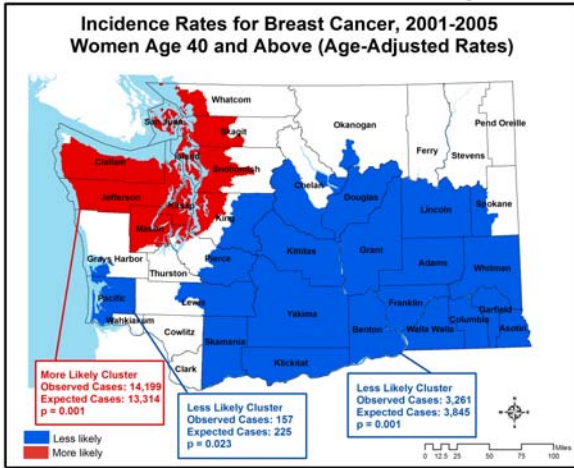 Incidence Rates for Breast Cancer, 2001-2005
Women Age 40 and Above (Age-Adjusted Rates)
Whatcom
San Juan
Skagit
Okanogan
Pend Oreille
Ferry
Stevens
Island
Clallam
Snohomish
Chelan
Douglas
Jefferson
Kitsap
King
Lincoln
Spokane
Mason
Grays Harbor
Pierce
Kittitas
Grant
Adams
Whitman
Thurston
Pacific
Lewis
Yakima
Franklin
Garfield
Wahkiakum
Cowlitz
Skamania
Benton
Walla Walla
Columbia
Asotin
Clark
Klickitat
More Likely Cluster
Observed Cases: 14,199
Expected Cases: 13,314
p = 0.001
Less Likely Cluster
Observed Cases: 157
Expected Cases: 225
p = 0.023
Less Likely Cluster
Observed Cases: 3,261
Expected Cases: 3,845
p = 0.001
Less likely
More likely
Miles
0 12.5 25 50 75 100